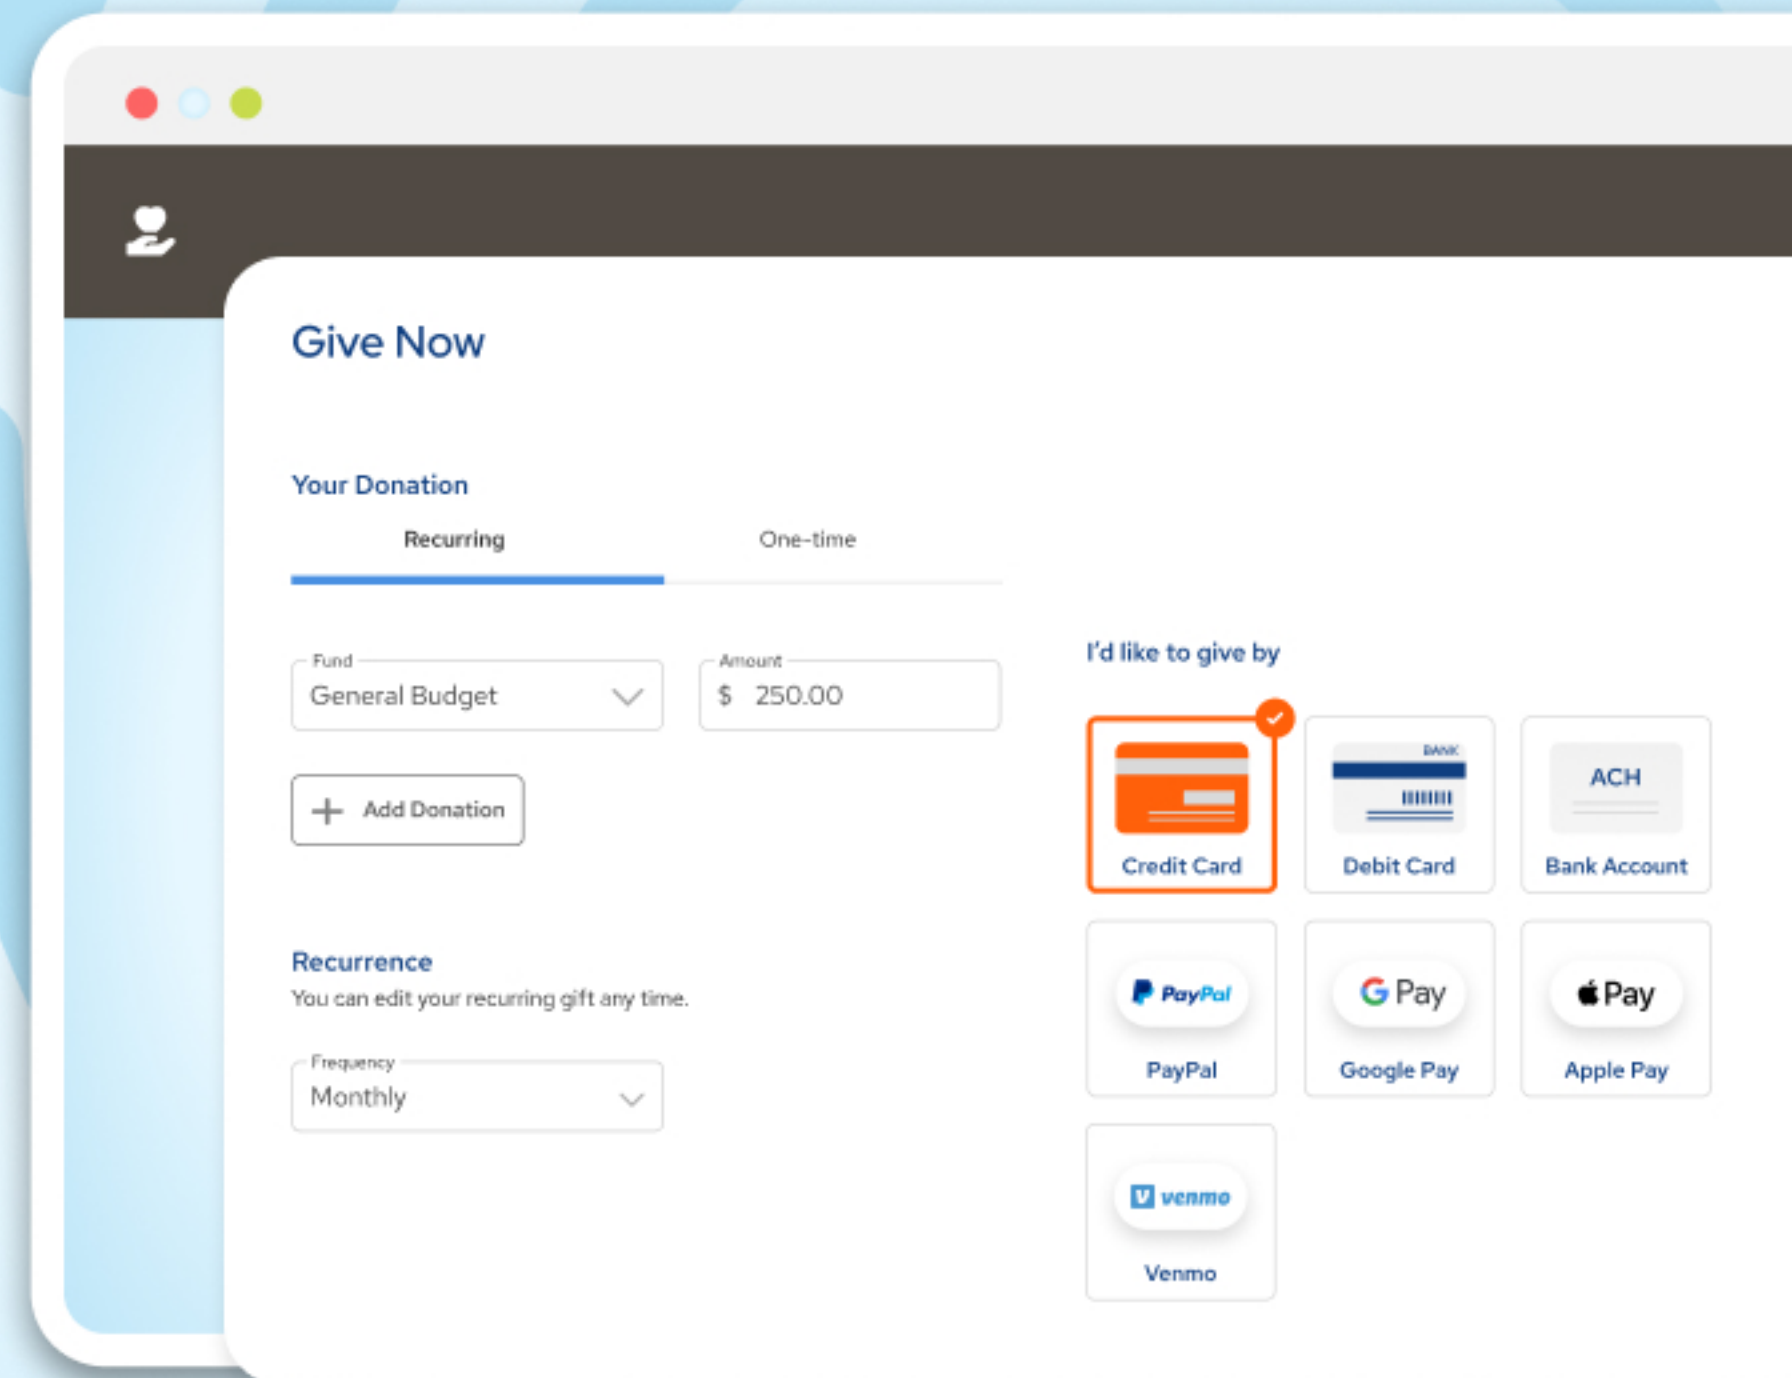 Give Now
Your Donation
Recurring
One-time
Fund
General Budget
Amount
$ 250.00
Add Donation
Recurrence
You can edit your recurring gift any time.
Frequency
Monthly
I'd like to give by
Credit Card
BANK
Debit Card
ACH
Bank Account
PayPal
PayPal
G Pay
Google Pay
Pay
Apple Pay
V venmo
Venmo